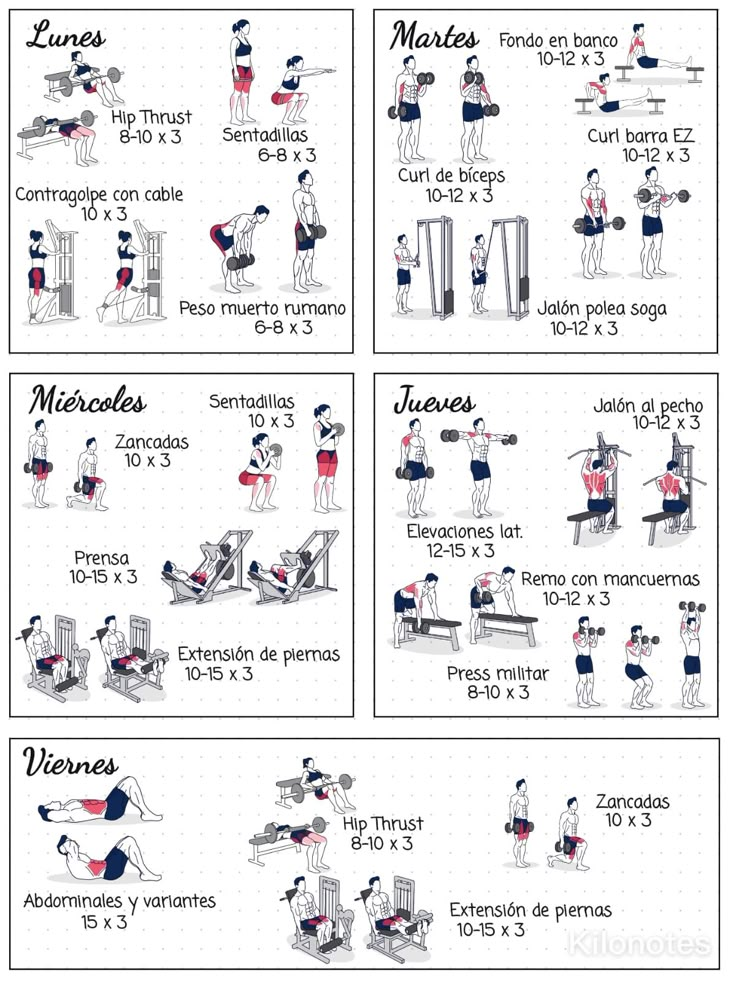 Lunes
Hip Thrust
8-10 x 3
Sentadillas
6-8 x 3
Contragolpe con cable
10 x 3
Peso muerto rumano
6-8 x 3
Martes
Fondo en banco
10-12 x 3
Curl de bíceps
10-12 x 3
Curl barra EZ
10-12 x 3
Jalón polea soga
10-12 x 3
Miércoles
Zancadas
10 x 3
Sentadillas
10 x 3
Prensa
10-15 x 3
Extensión de piernas
10-15 x 3
Jueves
Jalón al pecho
10-12 x 3
Elevaciones lat.
12-15 x 3
Remo con mancuernas
10-12 x 3
Press militar
8-10 x 3
Viernes
Abdominales y variantes
15 x 3
Hip Thrust
8-10 x 3
Zancadas
10 x 3
Extensión de piernas
10-15 x 3
Kilonotes